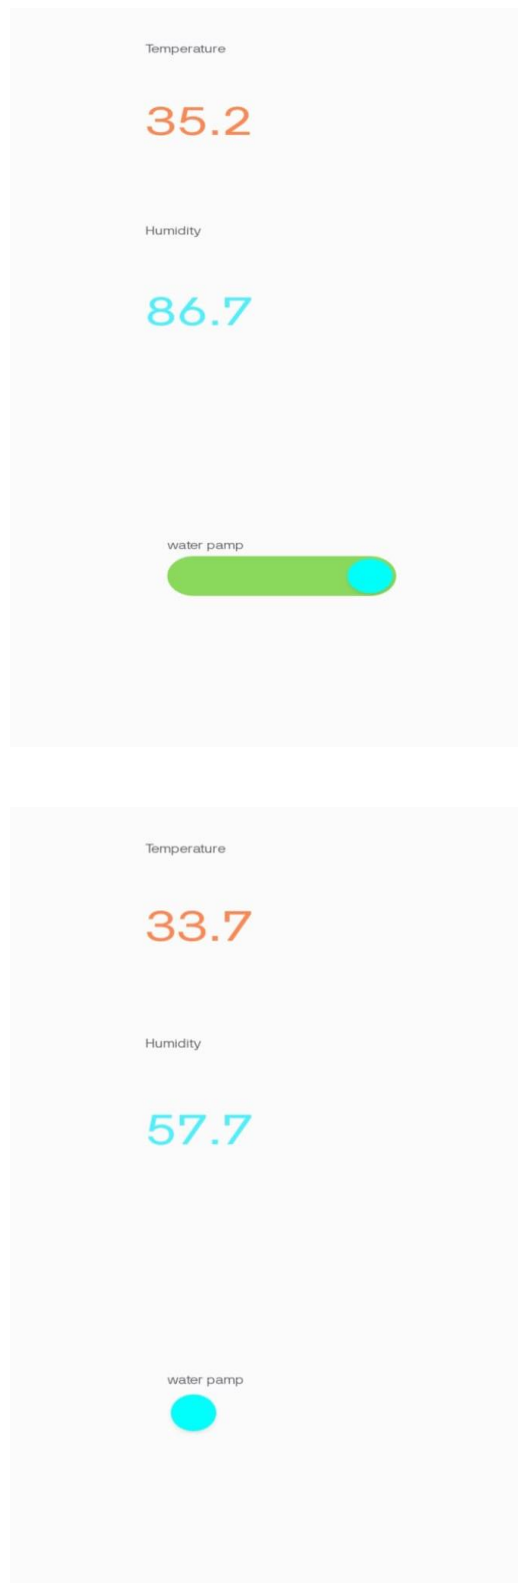 Temperature
35.2
Humidity
86.7
water pamp
Temperature
33.7
Humidity
57.7
water pamp